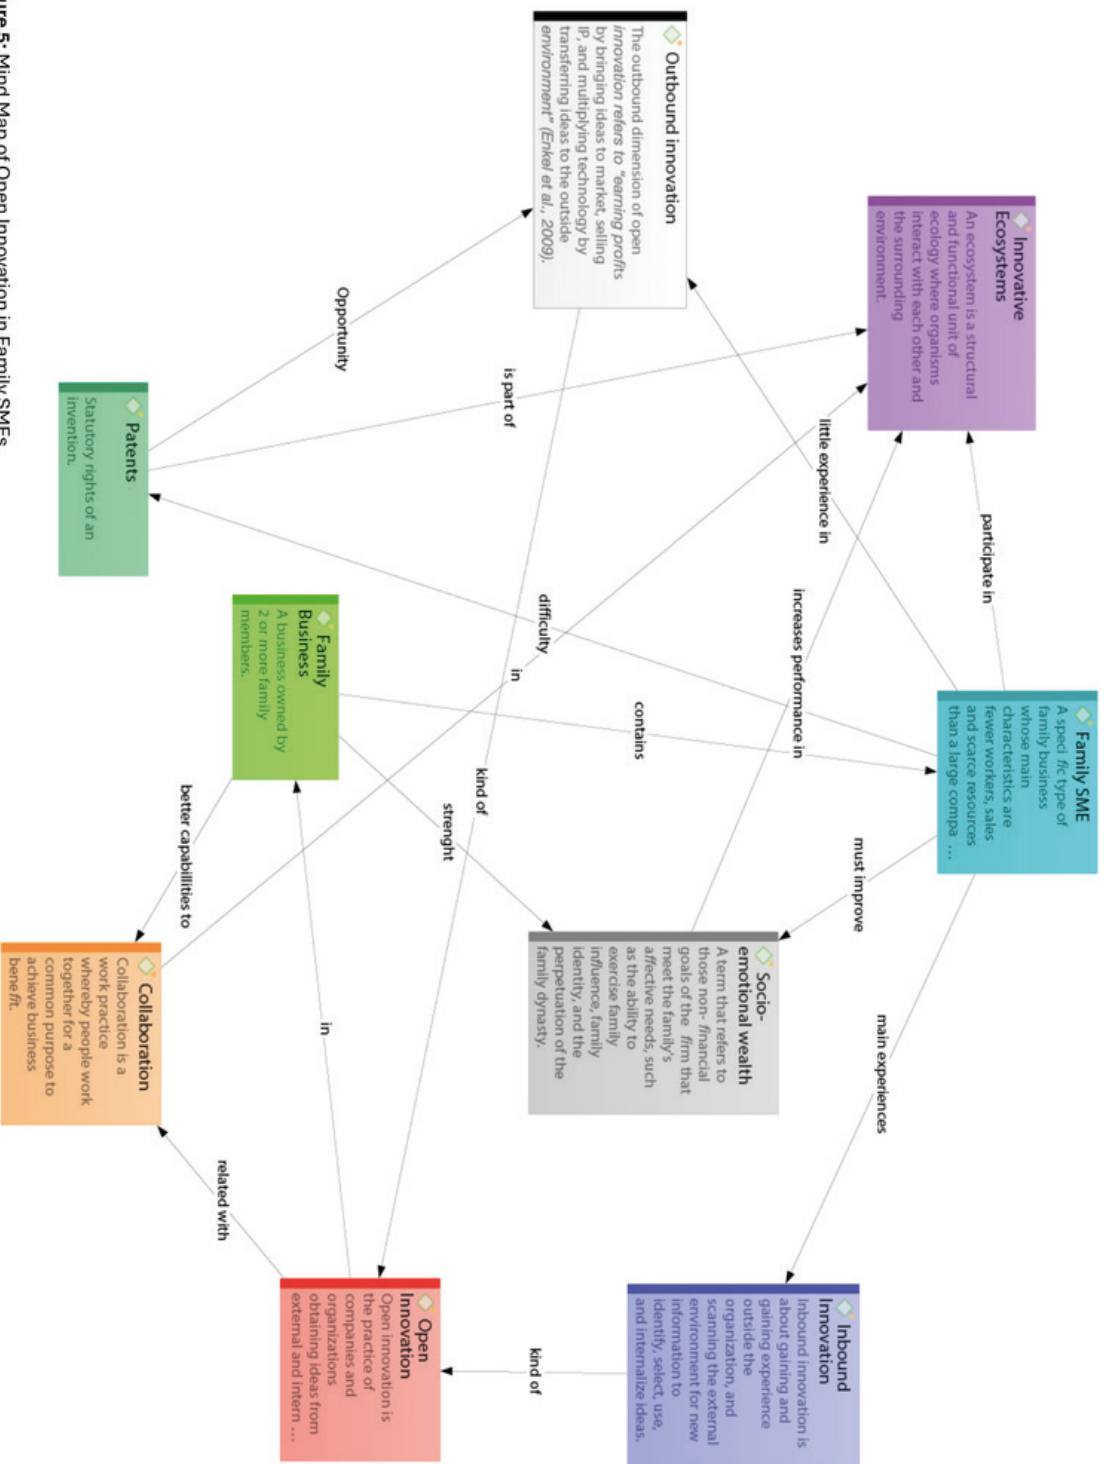 Innovative
Ecosystems
An ecosystem is a structural
and functional unit of
ecology where organisms
interact with each other and
the surrounding
environment.
Family SME
A speci fic type of
family business
whose main
characteristics are
fewer workers, sales
and scarce resources
than a large compa ...
Inbound
Innovation
Inbound innovation is
about gaining and
gaining experience
outside the
organization, and
scanning the external
environment for new
information to
identify, select, use,
and internalize ideas.
participate in
little experience in
increases performance in
must improve
main experiences
Outbound innovation
The outbound dimension of open
innovation refers to "earning profits
by bringing ideas to market, selling
IP, and multiplying technology by
transferring ideas to the outside
environment" (Enkel et al., 2009).
Socio-
emotional wealth
A term that refers to
those non- financial
goals of the firm that
meet the family's
affective needs, such
as the ability to
exercise family
influence, family
identity, and the
perpetuation of the
family dynasty.
contains
difficulty
in
is part of
kind of
kind of
strenght
Opportunity
in
Open
Innovation
Open innovation is
the practice of
companies and
organizations
obtaining ideas from
external and intern ...
Family
Business
A business owned by
2 or more family
members.
related with
better capabillities to
Patents
Statutory rights of an
invention.
Collaboration
Collaboration is a
work practice
whereby people work
together for a
common purpose to
achieve business
benefit.
ure 5: Mind Map of Open Innovation in Family SMEs